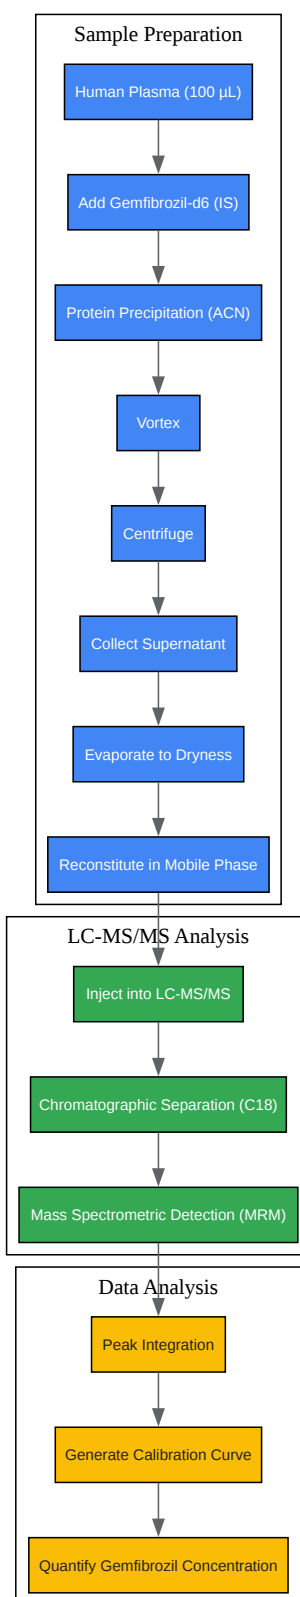 Sample Preparation
Human Plasma (100 µL)
Add Gemfibrozil-d6 (IS)
Protein Precipitation (ACN)
Vortex
Centrifuge
Collect Supernatant
Evaporate to Dryness
Reconstitute in Mobile Phase
LC-MS/MS Analysis
Inject into LC-MS/MS
Chromatographic Separation (C18)
Mass Spectrometric Detection (MRM)
Data Analysis
Peak Integration
Generate Calibration Curve
Quantify Gemfibrozil Concentration